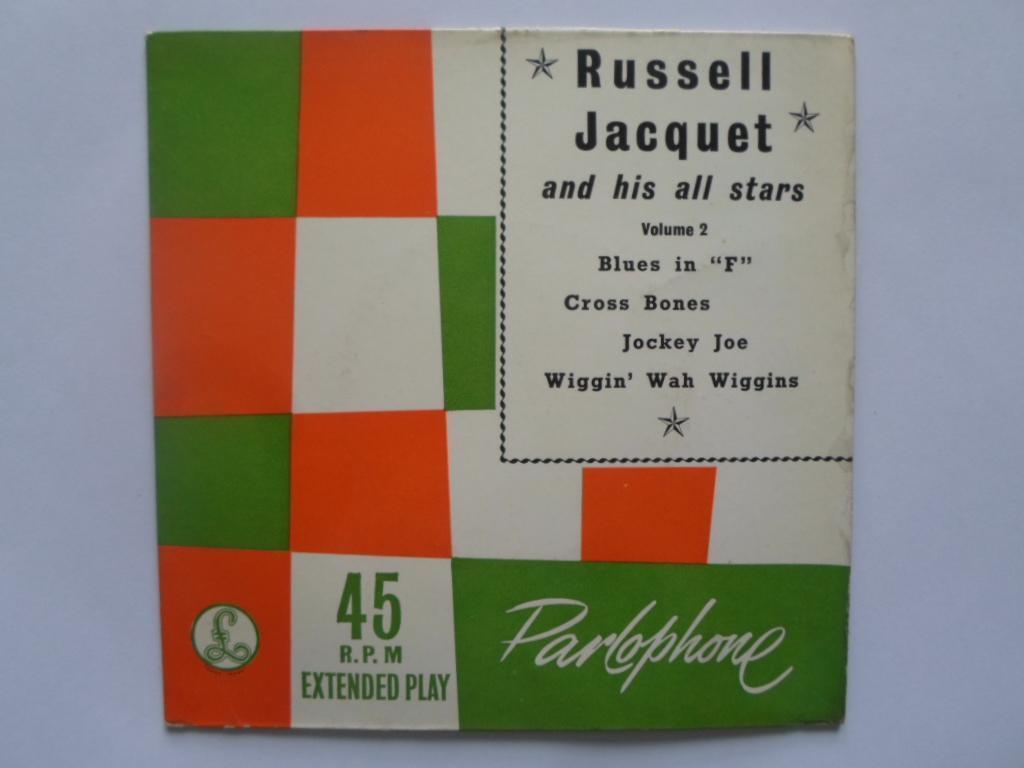 Russell
Jacquet
and his all stars
Volume 2
Blues in “F”
Cross Bones
Jockey Joe
Wiggin’ Wah Wiggins
45
R.P.M
EXTENDED PLAY
£
Parlophone